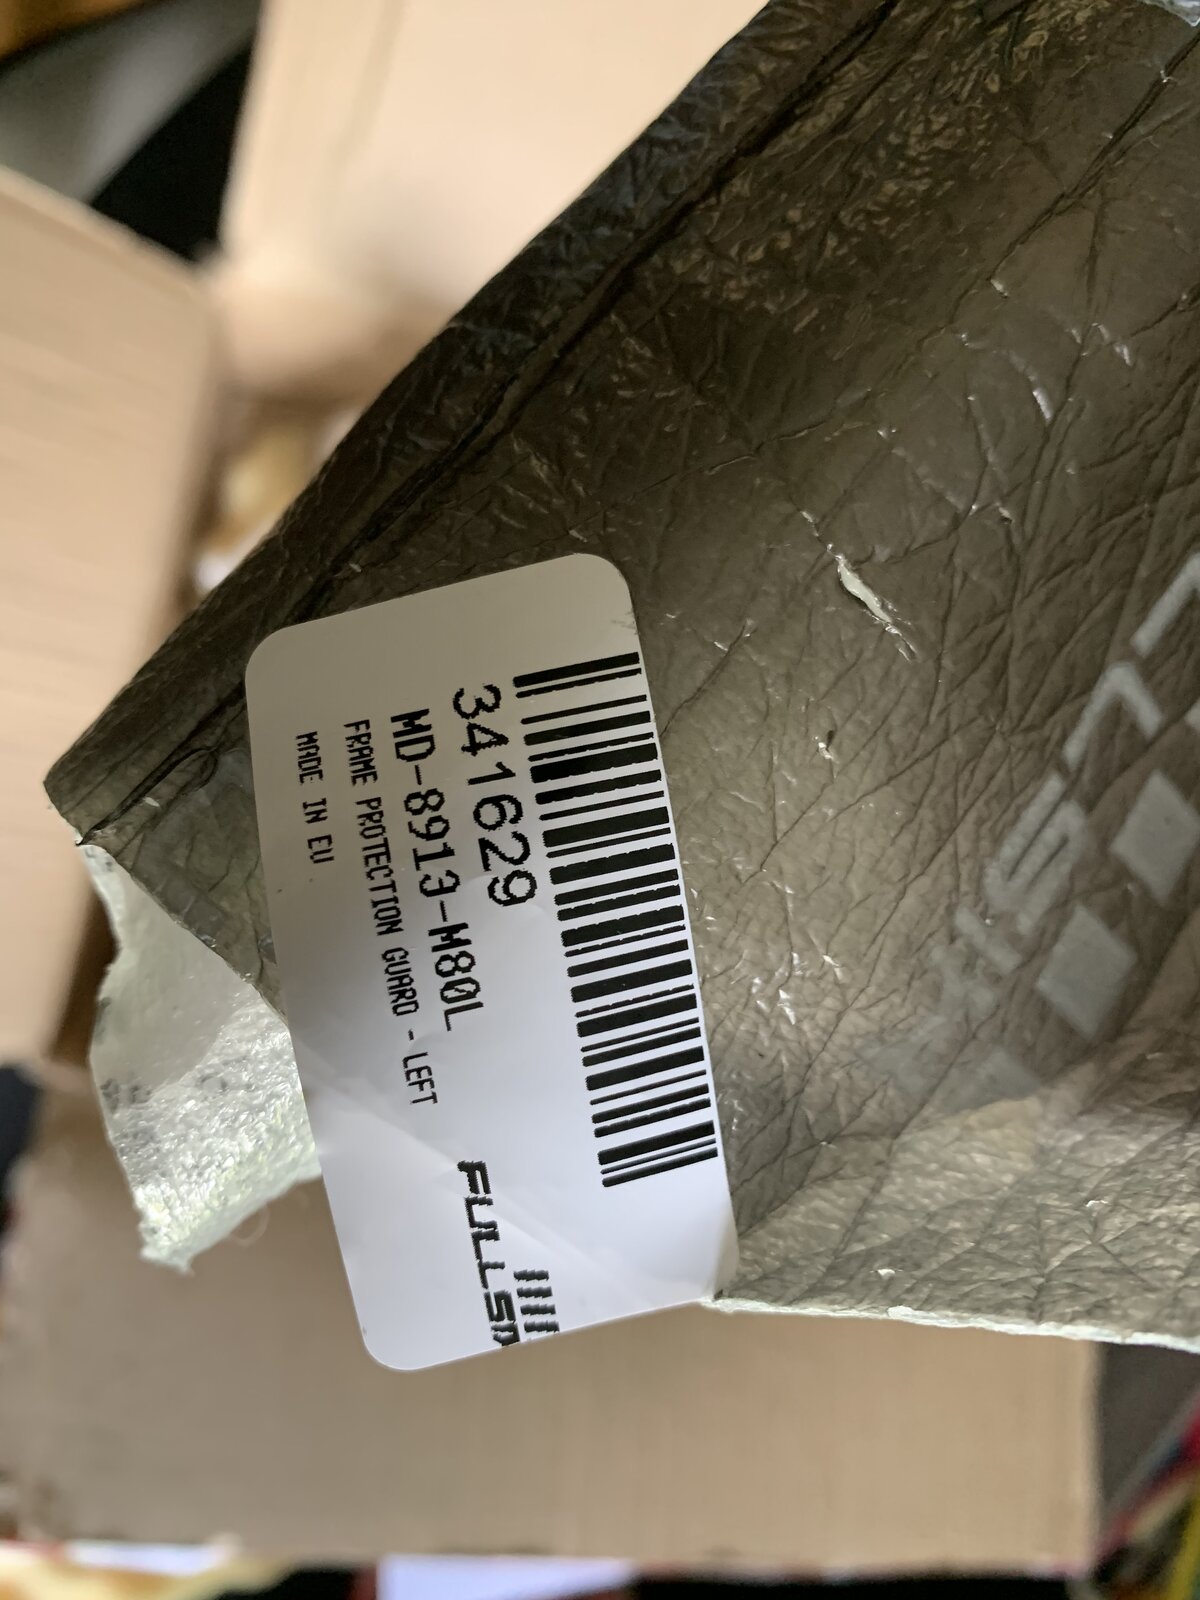 341629
MD-8913-M80L
FRAME PROTECTION GUARD - LEFT
MADE IN EU